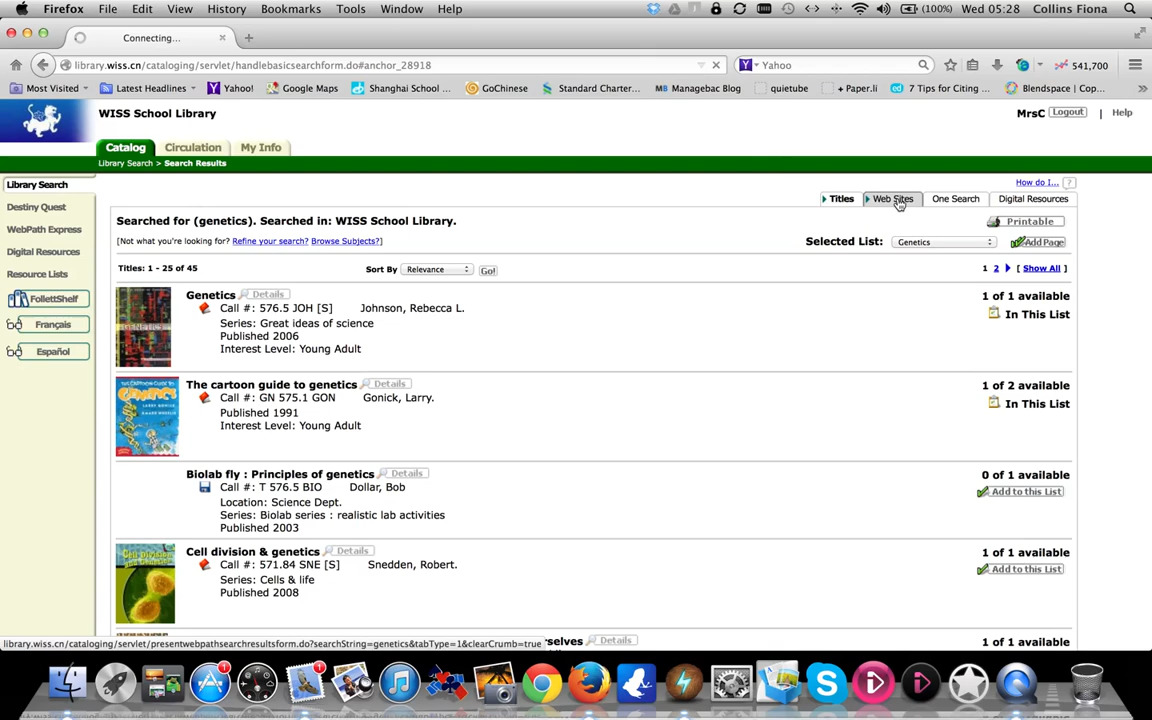 Firefox File Edit View History Bookmarks Tools Window Help (100%) Wed 05:28 Collins Fiona
Connecting...
library.wiss.cn/cataloging/servlet/handlebasicsearchform.do#anchor_28918 Yahoo 541,700
Most Visited Latest Headlines Yahoo! Google Maps Shanghai School ... GoChinese Standard Charter... MB Managebac Blog quietube + Paper.li 7 Tips for Citing ... Blendspace | Cop...
WISS School Library MrsC Logout | Help
Catalog Circulation My Info
Library Search > Search Results
Library Search How do I... ?
Titles Web Sites One Search Digital Resources
Destiny Quest
WebPath Express
Digital Resources
Resource Lists
FollettShelf
Français
Español
Searched for (genetics). Searched in: WISS School Library. Printable
[Not what you're looking for? Refine your search? Browse Subjects?] Selected List: Genetics Add Page
Titles: 1 - 25 of 45 Sort By Relevance Go! 1 2 [ Show All ]
Genetics Details 1 of 1 available
Call #: 576.5 JOH [S] Johnson, Rebecca L. In This List
Series: Great ideas of science
Published 2006
Interest Level: Young Adult
The cartoon guide to genetics Details 1 of 2 available
Call #: GN 575.1 GON Gonick, Larry. In This List
Published 1991
Interest Level: Young Adult
Biolab fly : Principles of genetics Details 0 of 1 available
Call #: T 576.5 BIO Dollar, Bob Add to this List
Location: Science Dept.
Series: Biolab series : realistic lab activities
Published 2003
Cell division & genetics Details 1 of 1 available
Call #: 571.84 SNE [S] Snedden, Robert. Add to this List
Series: Cells & life
Published 2008
selves Details 1 of 1 available
library.wiss.cn/cataloging/servlet/presentwebpathsearchresultsform.do?searchString=genetics&tabType=1&clearCrumb=true